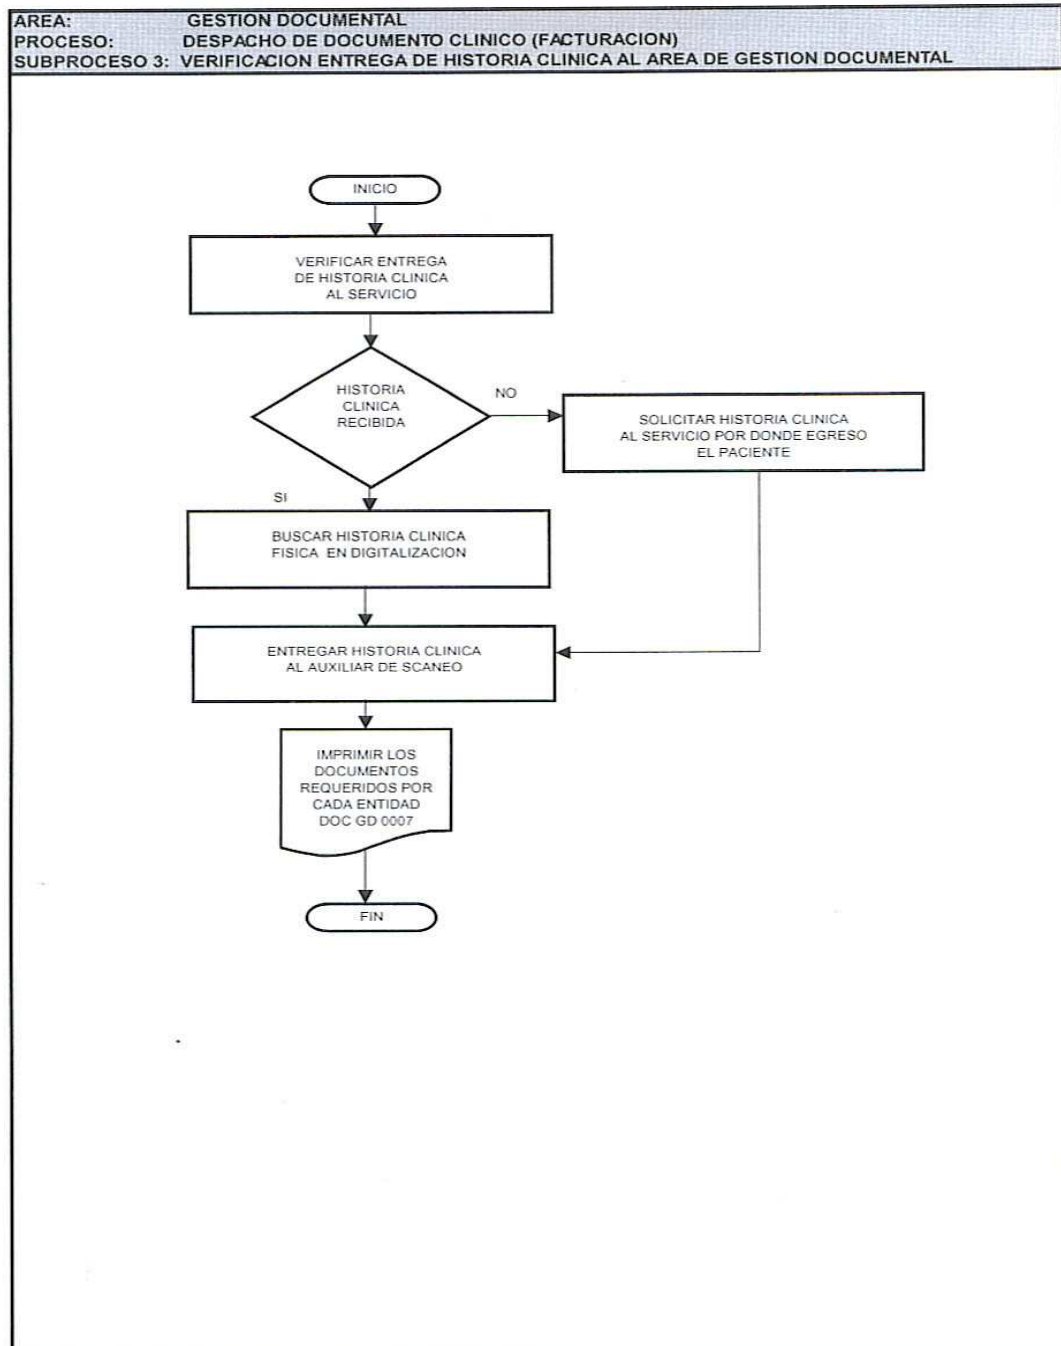 AREA: GESTION DOCUMENTAL
PROCESO: DESPACHO DE DOCUMENTO CLINICO (FACTURACION)
SUBPROCESO 3: VERIFICACION ENTREGA DE HISTORIA CLINICA AL AREA DE GESTION DOCUMENTAL
INICIO
VERIFICAR ENTREGA
DE HISTORIA CLINICA
AL SERVICIO
HISTORIA
CLINICA
RECIBIDA
NO
SOLICITAR HISTORIA CLINICA
AL SERVICIO POR DONDE EGRESO
EL PACIENTE
SI
BUSCAR HISTORIA CLINICA
FISICA EN DIGITALIZACION
ENTREGAR HISTORIA CLINICA
AL AUXILIAR DE SCANEO
IMPRIMIR LOS
DOCUMENTOS
REQUERIDOS POR
CADA ENTIDAD
DOC GD 0007
FIN